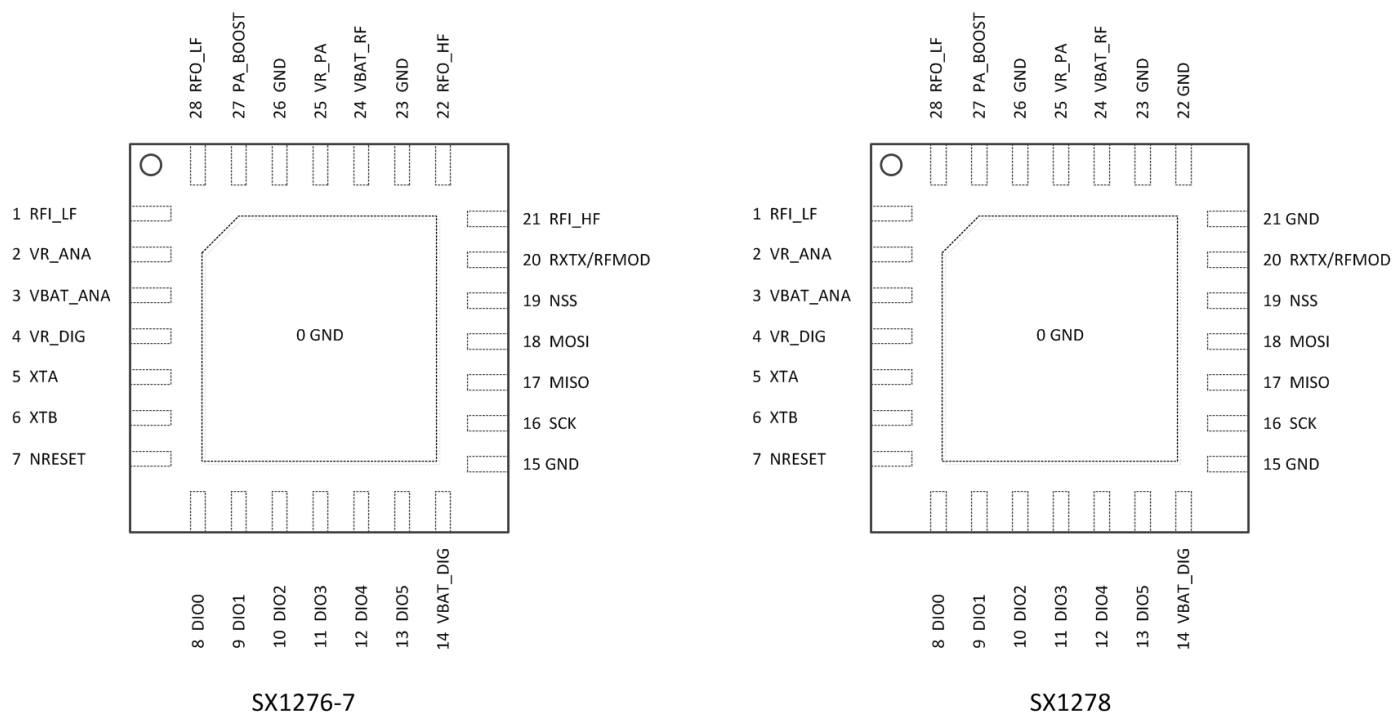 28 RFO_LF
27 PA_BOOST
26 GND
25 VR_PA
24 VBAT_RF
23 GND
22 RFO_HF
1 RFI_LF
2 VR_ANA
3 VBAT_ANA
4 VR_DIG
5 XTA
6 XTB
7 NRESET
0 GND
21 RFI_HF
20 RXTX/RFMOD
19 NSS
18 MOSI
17 MISO
16 SCK
15 GND
8 DIO0
9 DIO1
10 DIO2
11 DIO3
12 DIO4
13 DIO5
14 VBAT_DIG
SX1276-7
28 RFO_LF
27 PA_BOOST
26 GND
25 VR_PA
24 VBAT_RF
23 GND
22 GND
1 RFI_LF
2 VR_ANA
3 VBAT_ANA
4 VR_DIG
5 XTA
6 XTB
7 NRESET
0 GND
21 GND
20 RXTX/RFMOD
19 NSS
18 MOSI
17 MISO
16 SCK
15 GND
8 DIO0
9 DIO1
10 DIO2
11 DIO3
12 DIO4
13 DIO5
14 VBAT_DIG
SX1278